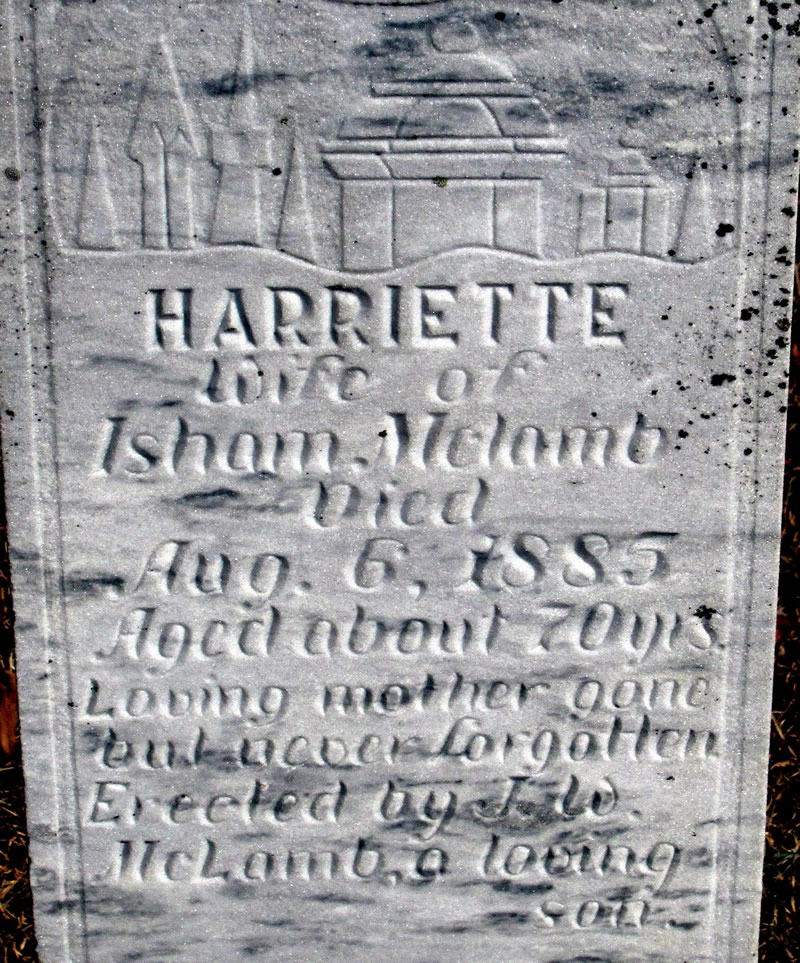 HARRIETTE
Wife of
Isham Mclamb
Died
Aug. 6, 1885
Aged about 70 yrs.
Loving mother gone
but never forgotten
Erected by J. W.
McLamb, a loving
son.